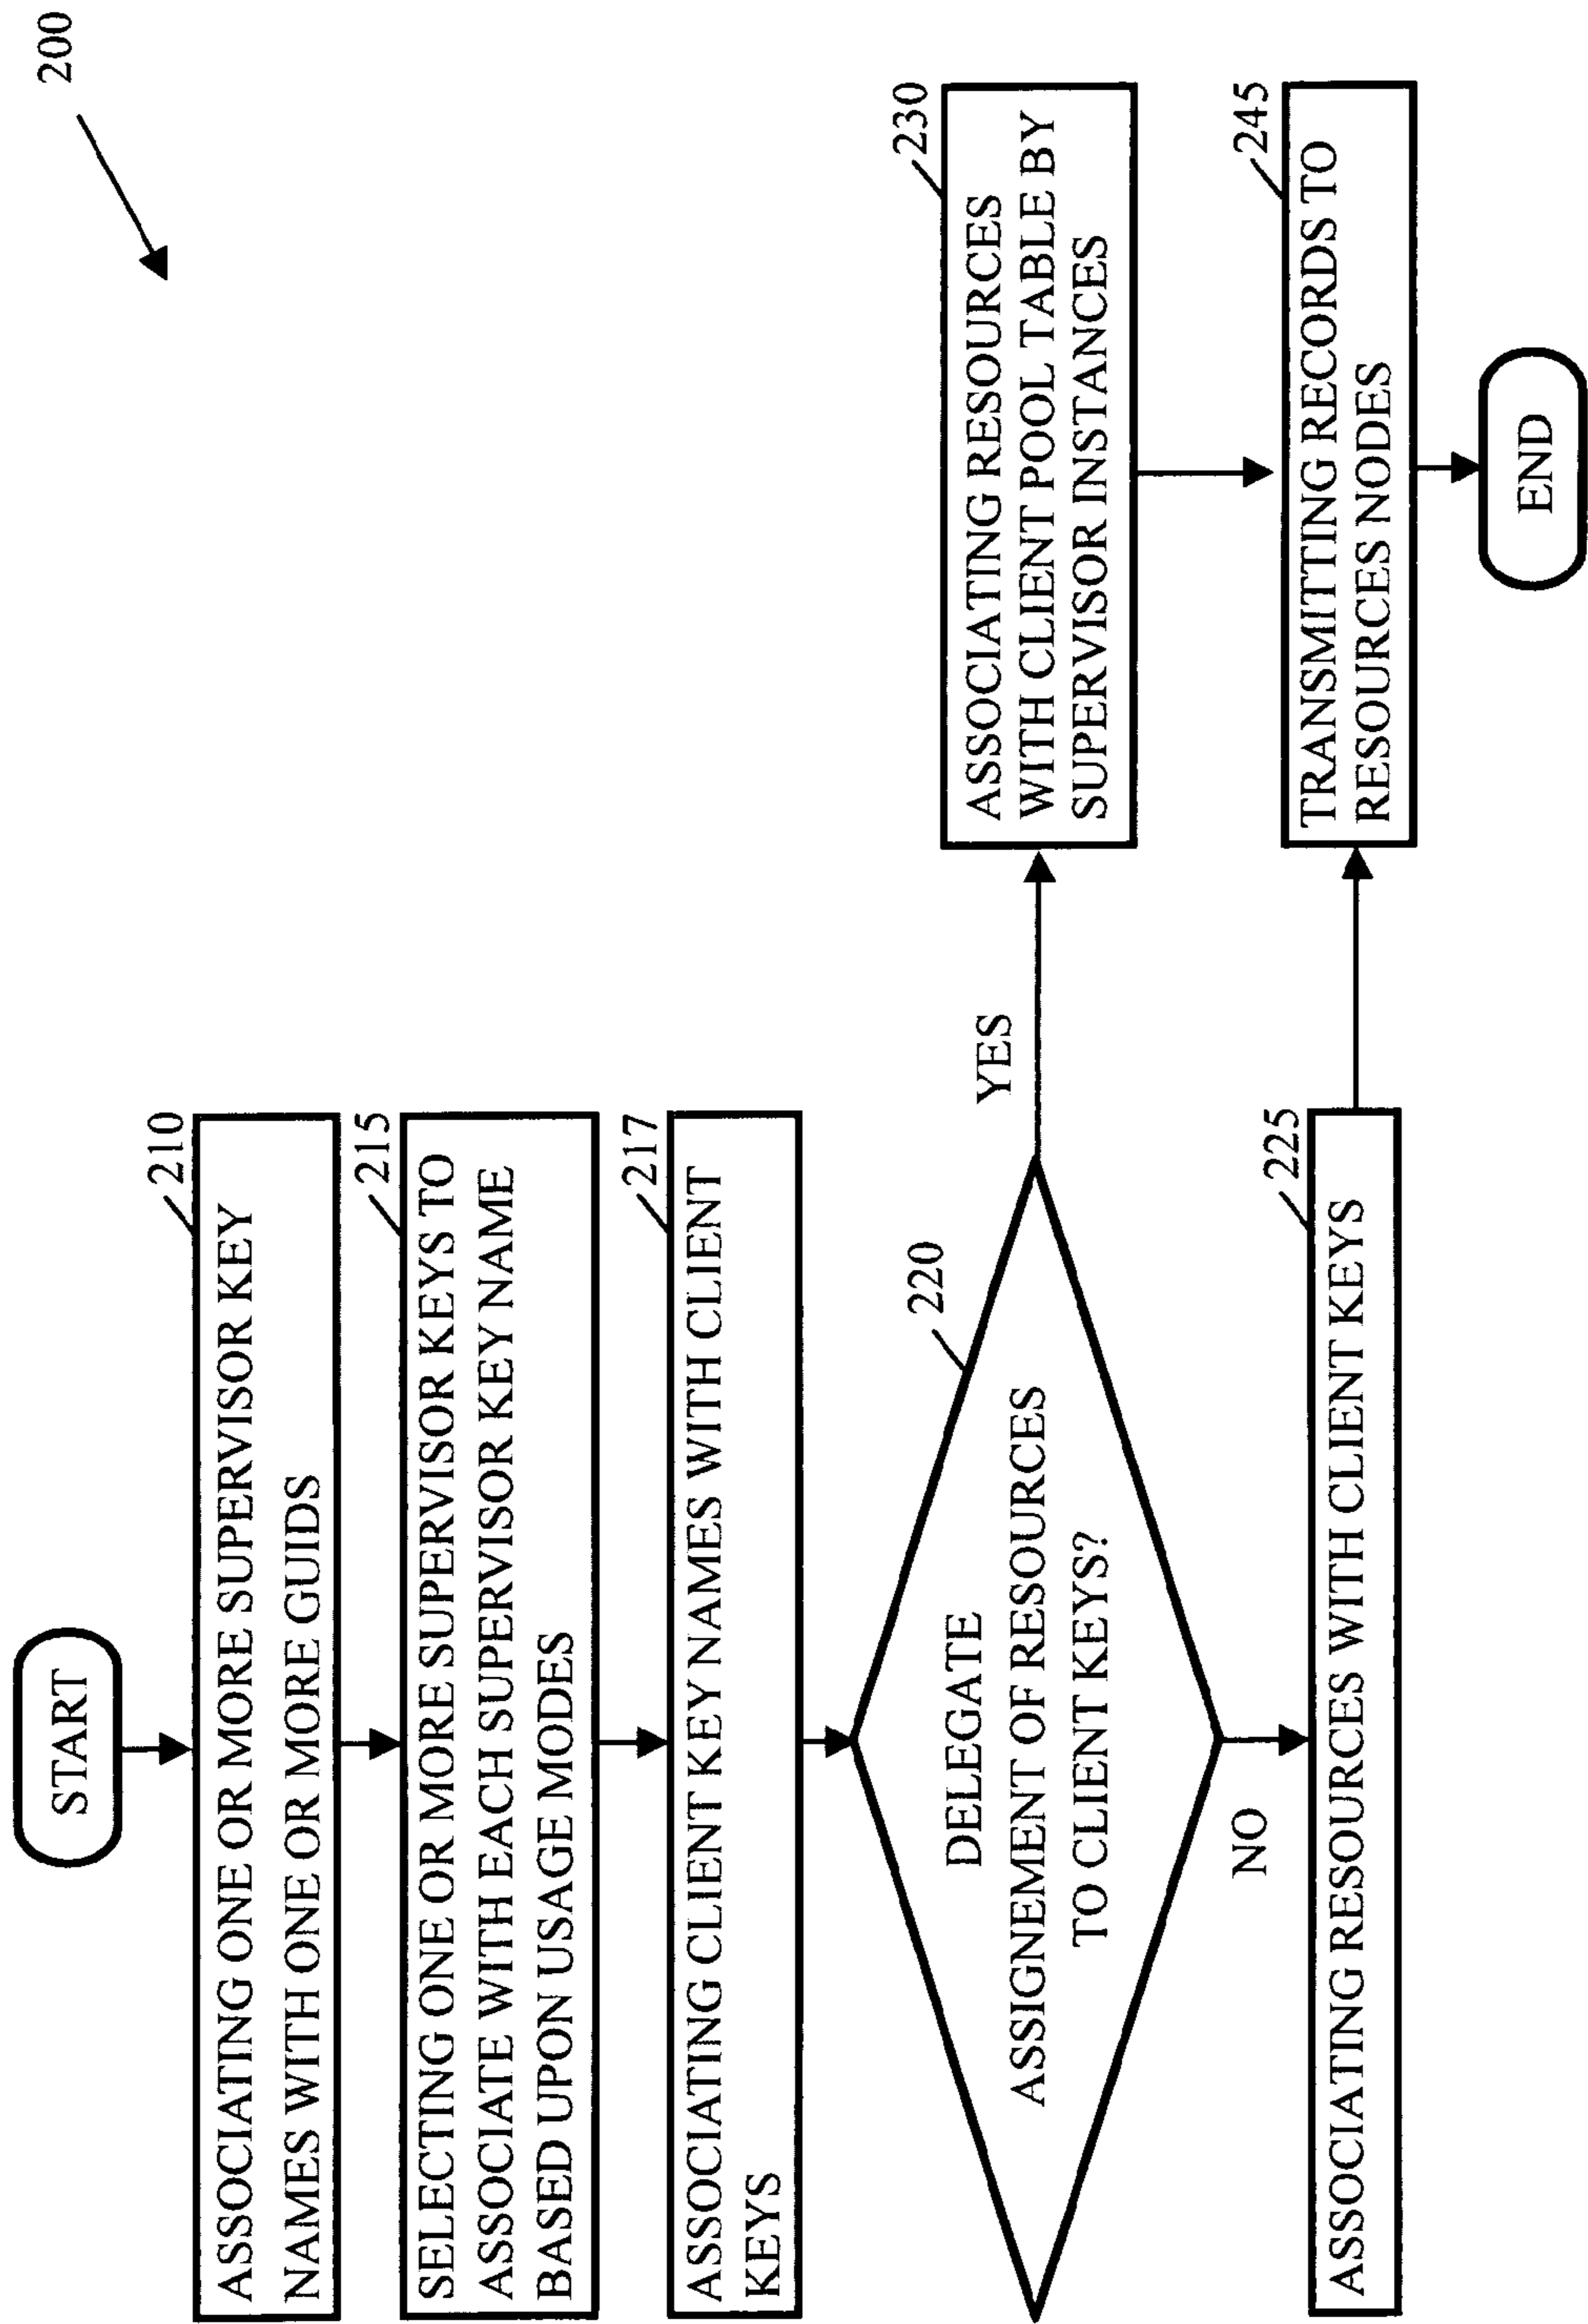 200
START
210
ASSOCIATING ONE OR MORE SUPERVISOR KEY
NAMES WITH ONE OR MORE GUIDS
215
SELECTING ONE OR MORE SUPERVISOR KEYS TO
ASSOCIATE WITH EACH SUPERVISOR KEY NAME
BASED UPON USAGE MODES
217
ASSOCIATING CLIENT KEY NAMES WITH CLIENT
KEYS
220
DELEGATE
ASSIGNEMENT OF RESOURCES
TO CLIENT KEYS?
YES
NO
230
ASSOCIATING RESOURCES
WITH CLIENT POOL TABLE BY
SUPERVISOR INSTANCES
225
ASSOCIATING RESOURCES WITH CLIENT KEYS
245
TRANSMITTING RECORDS TO
RESOURCES NODES
END